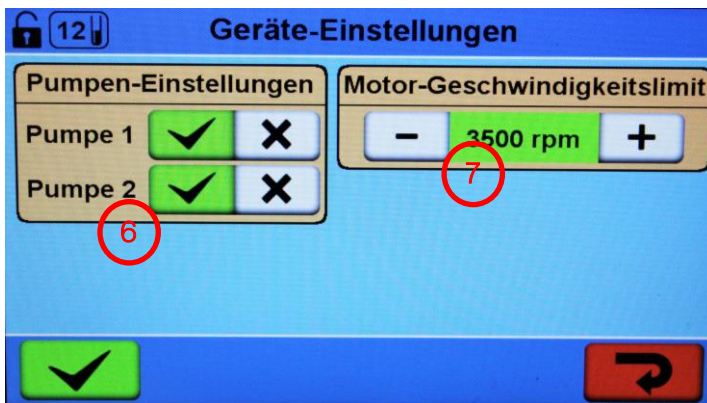 12
Geräte-Einstellungen
Pumpen-Einstellungen
Pumpe 1
Pumpe 2
6
Motor-Geschwindigkeitslimit
- 3500 rpm +
7